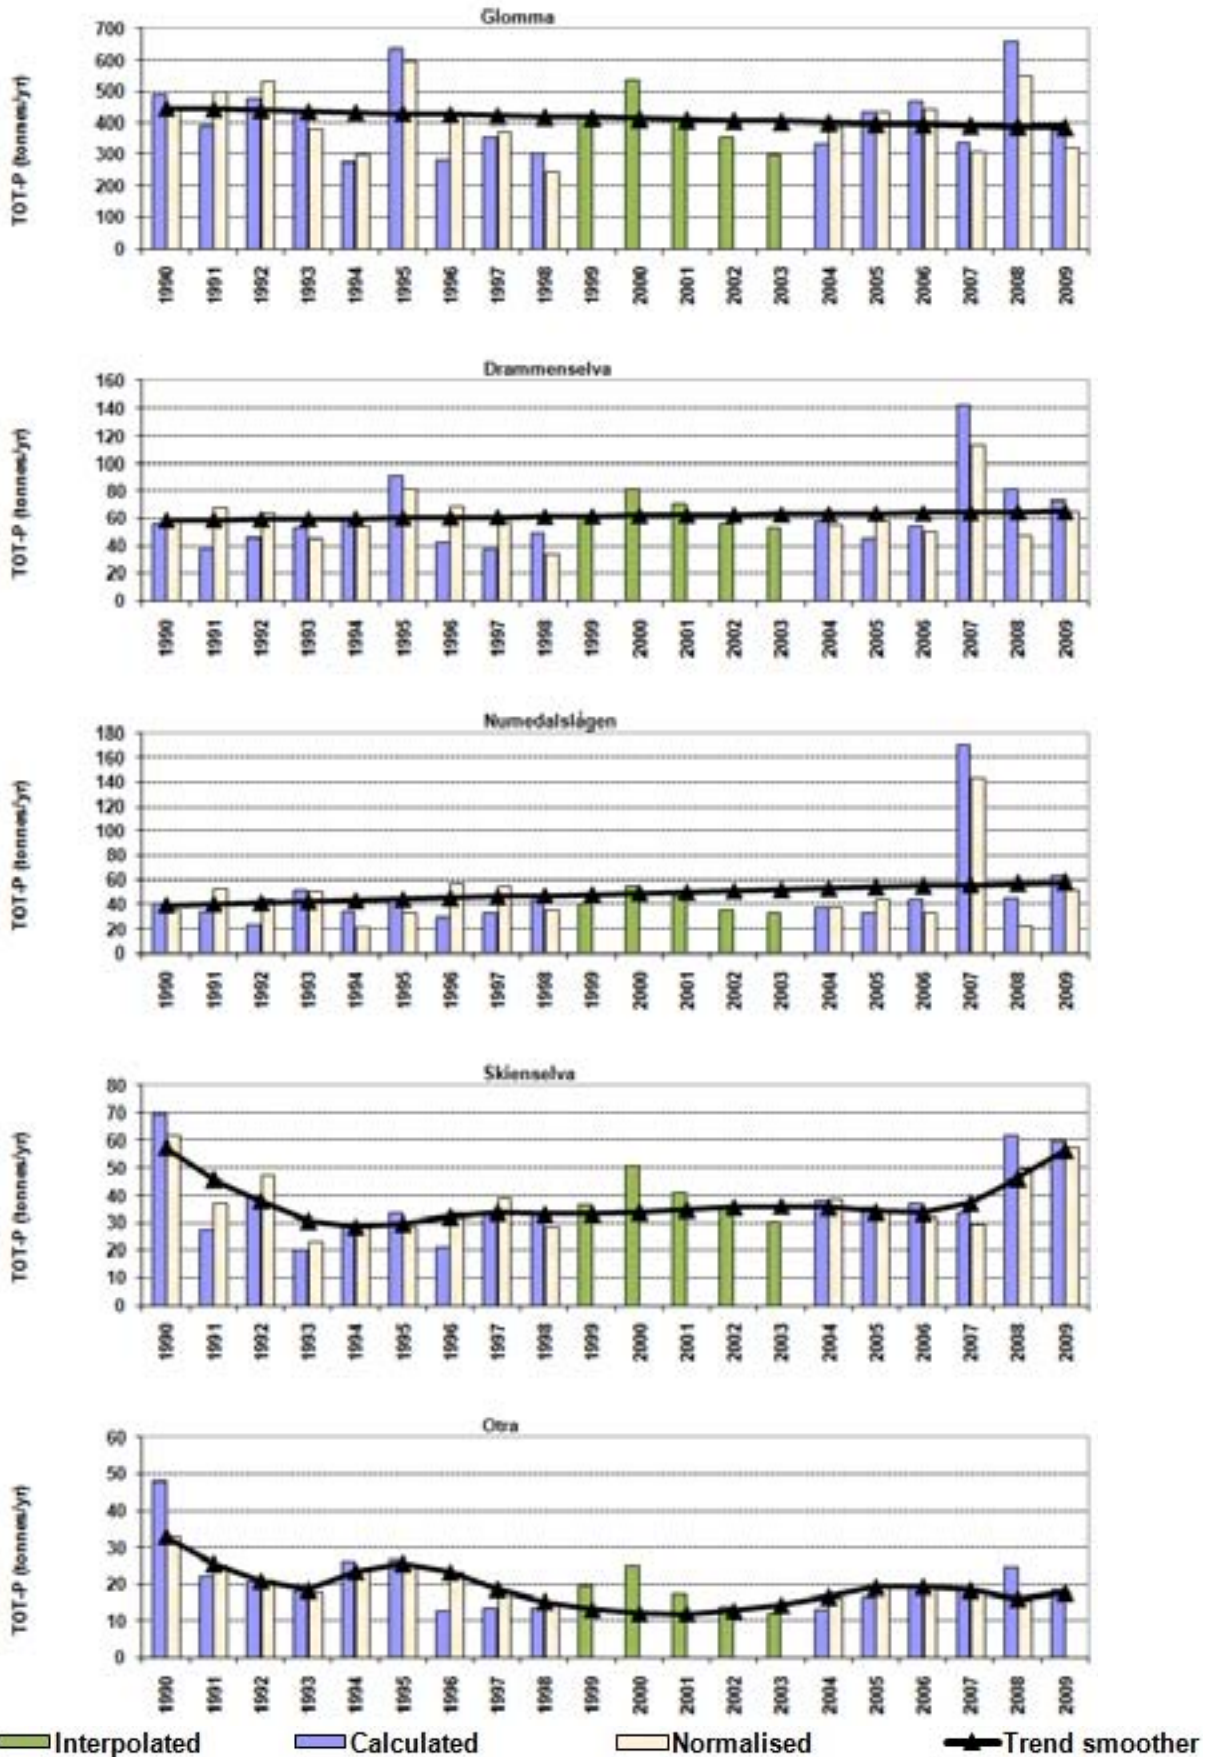 Glomma
TOT-P (tonnes/yr)
700
600
500
400
300
200
100
0
1990 1991 1992 1993 1994 1995 1996 1997 1998 1999 2000 2001 2002 2003 2004 2005 2006 2007 2008 2009
Drammenselva
TOT-P (tonnes/yr)
160
140
120
100
80
60
40
20
0
1990 1991 1992 1993 1994 1995 1996 1997 1998 1999 2000 2001 2002 2003 2004 2005 2006 2007 2008 2009
Numedalslågen
TOT-P (tonnes/yr)
180
160
140
120
100
80
60
40
20
0
1990 1991 1992 1993 1994 1995 1996 1997 1998 1999 2000 2001 2002 2003 2004 2005 2006 2007 2008 2009
Skienselva
TOT-P (tonnes/yr)
80
70
60
50
40
30
20
10
0
1990 1991 1992 1993 1994 1995 1996 1997 1998 1999 2000 2001 2002 2003 2004 2005 2006 2007 2008 2009
Otra
TOT-P (tonnes/yr)
60
50
40
30
20
10
0
1990 1991 1992 1993 1994 1995 1996 1997 1998 1999 2000 2001 2002 2003 2004 2005 2006 2007 2008 2009
Interpolated Calculated Normalised Trend smoother